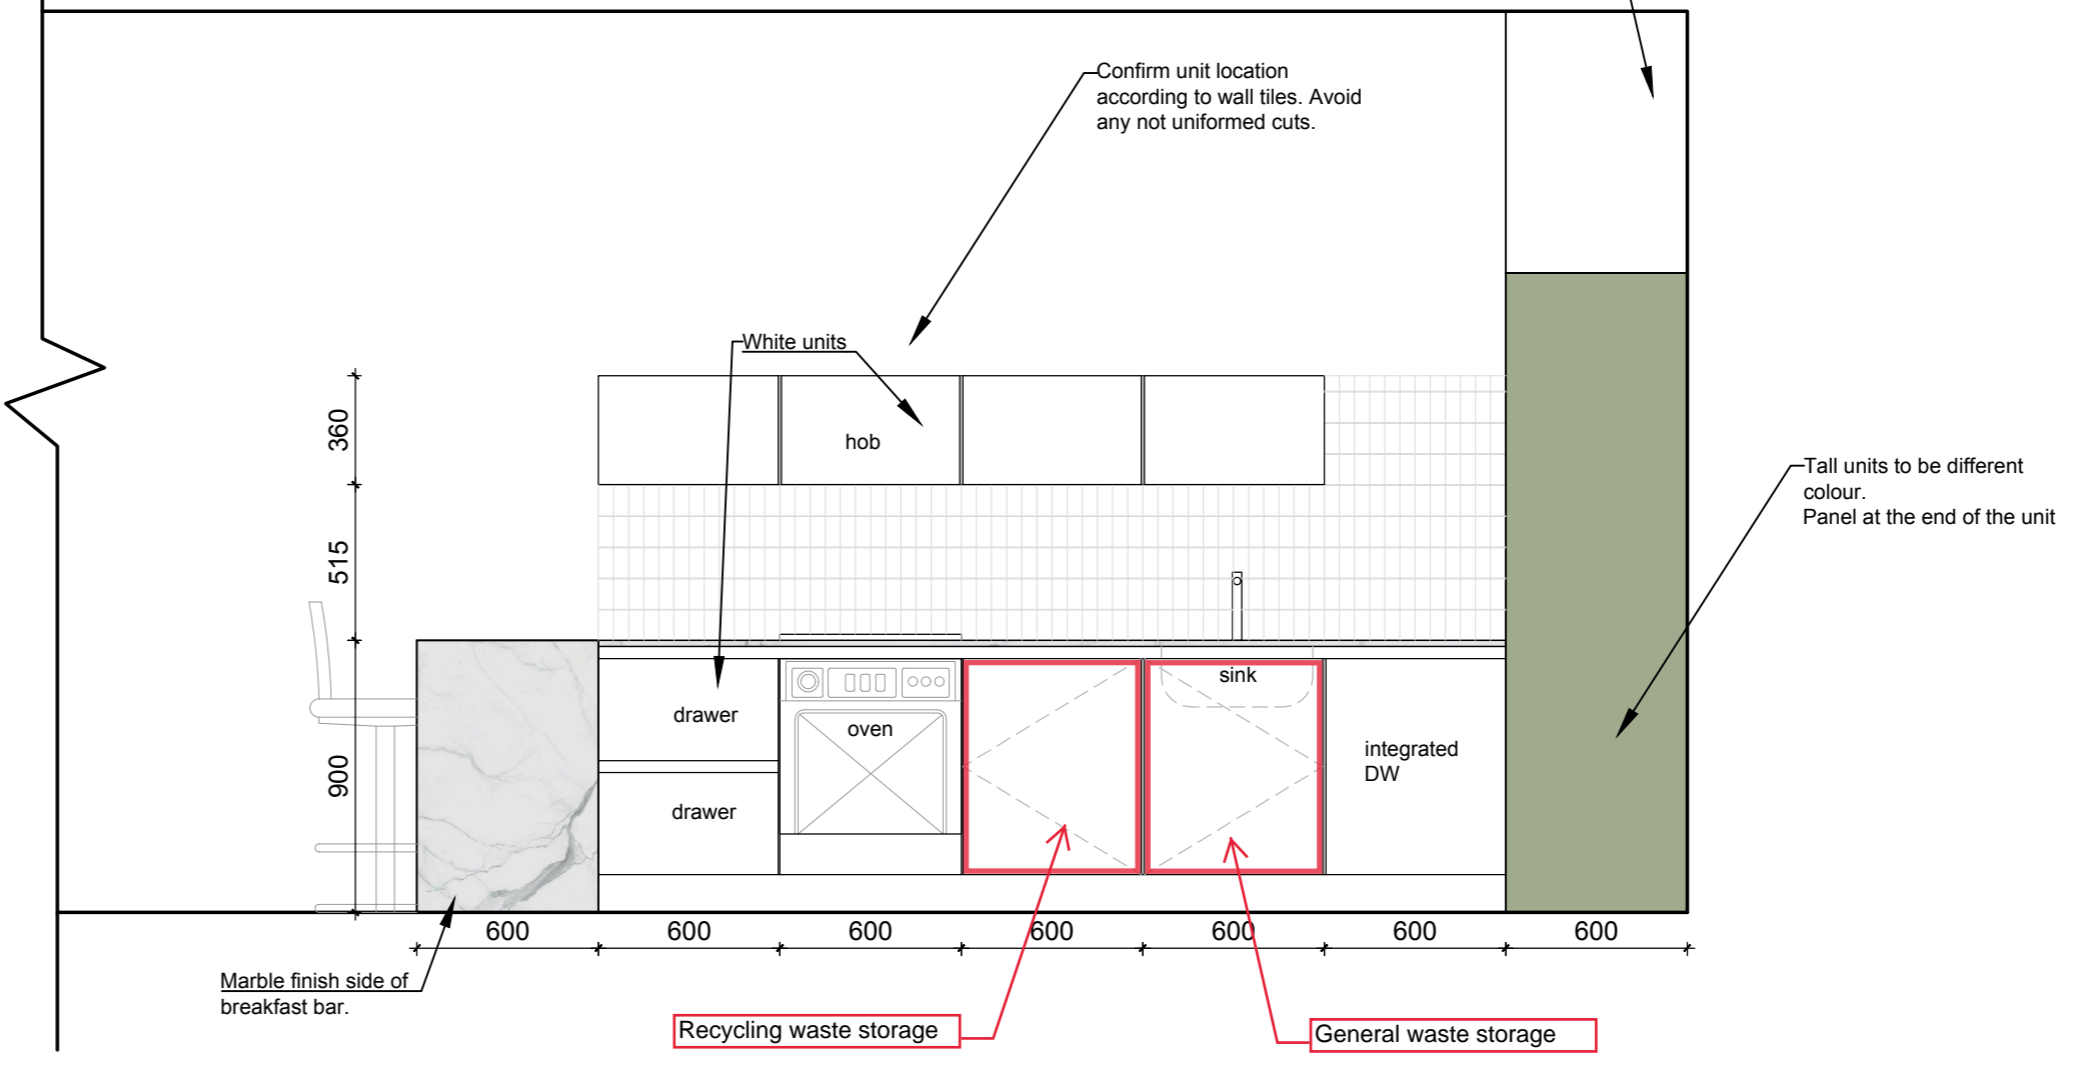 Confirm unit location
according to wall tiles. Avoid
any not uniformed cuts.
White units
360
hob
Tall units to be different
colour.
Panel at the end of the unit
515
sink
drawer
oven
integrated
DW
900
drawer
600 600 600 600 600 600 600
Marble finish side of
breakfast bar.
Recycling waste storage
General waste storage